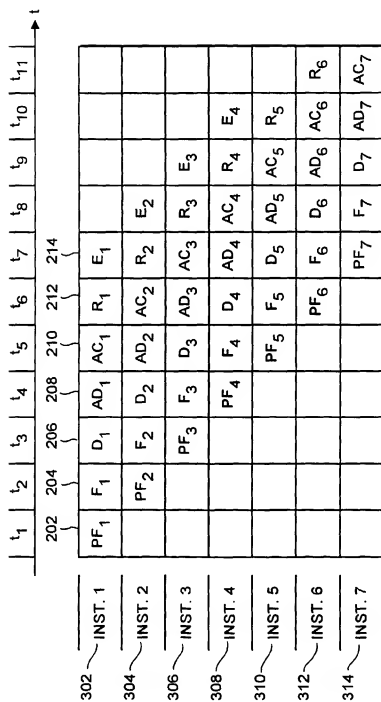 t
t1 t2 t3 t4 t5 t6 t7 t8 t9 t10 t11
202 204 206 208 210 212 214
302 INST. 1 PF1 F1 D1 AD1 AC1 R1 E1
304 INST. 2 PF2 F2 D2 AD2 AC2 R2 E2
306 INST. 3 PF3 F3 D3 AD3 AC3 R3 E3
308 INST. 4 PF4 F4 D4 AD4 AC4 R4 E4
310 INST. 5 PF5 F5 D5 AD5 AC5 R5
312 INST. 6 PF6 F6 D6 AD6 AC6 R6
314 INST. 7 PF7 F7 D7 AD7 AC7